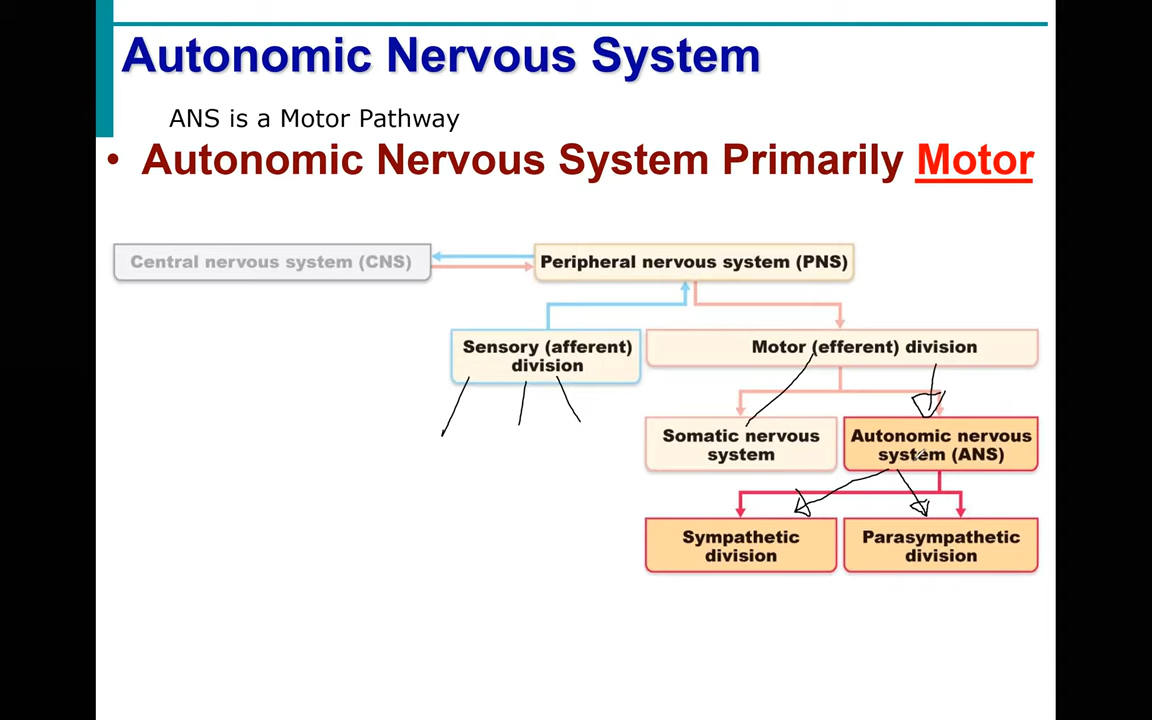 Autonomic Nervous System
ANS is a Motor Pathway
• Autonomic Nervous System Primarily Motor
Central nervous system (CNS)
Peripheral nervous system (PNS)
Sensory (afferent)
division
Motor (efferent) division
Somatic nervous
system
Autonomic nervous
system (ANS)
Sympathetic
division
Parasympathetic
division